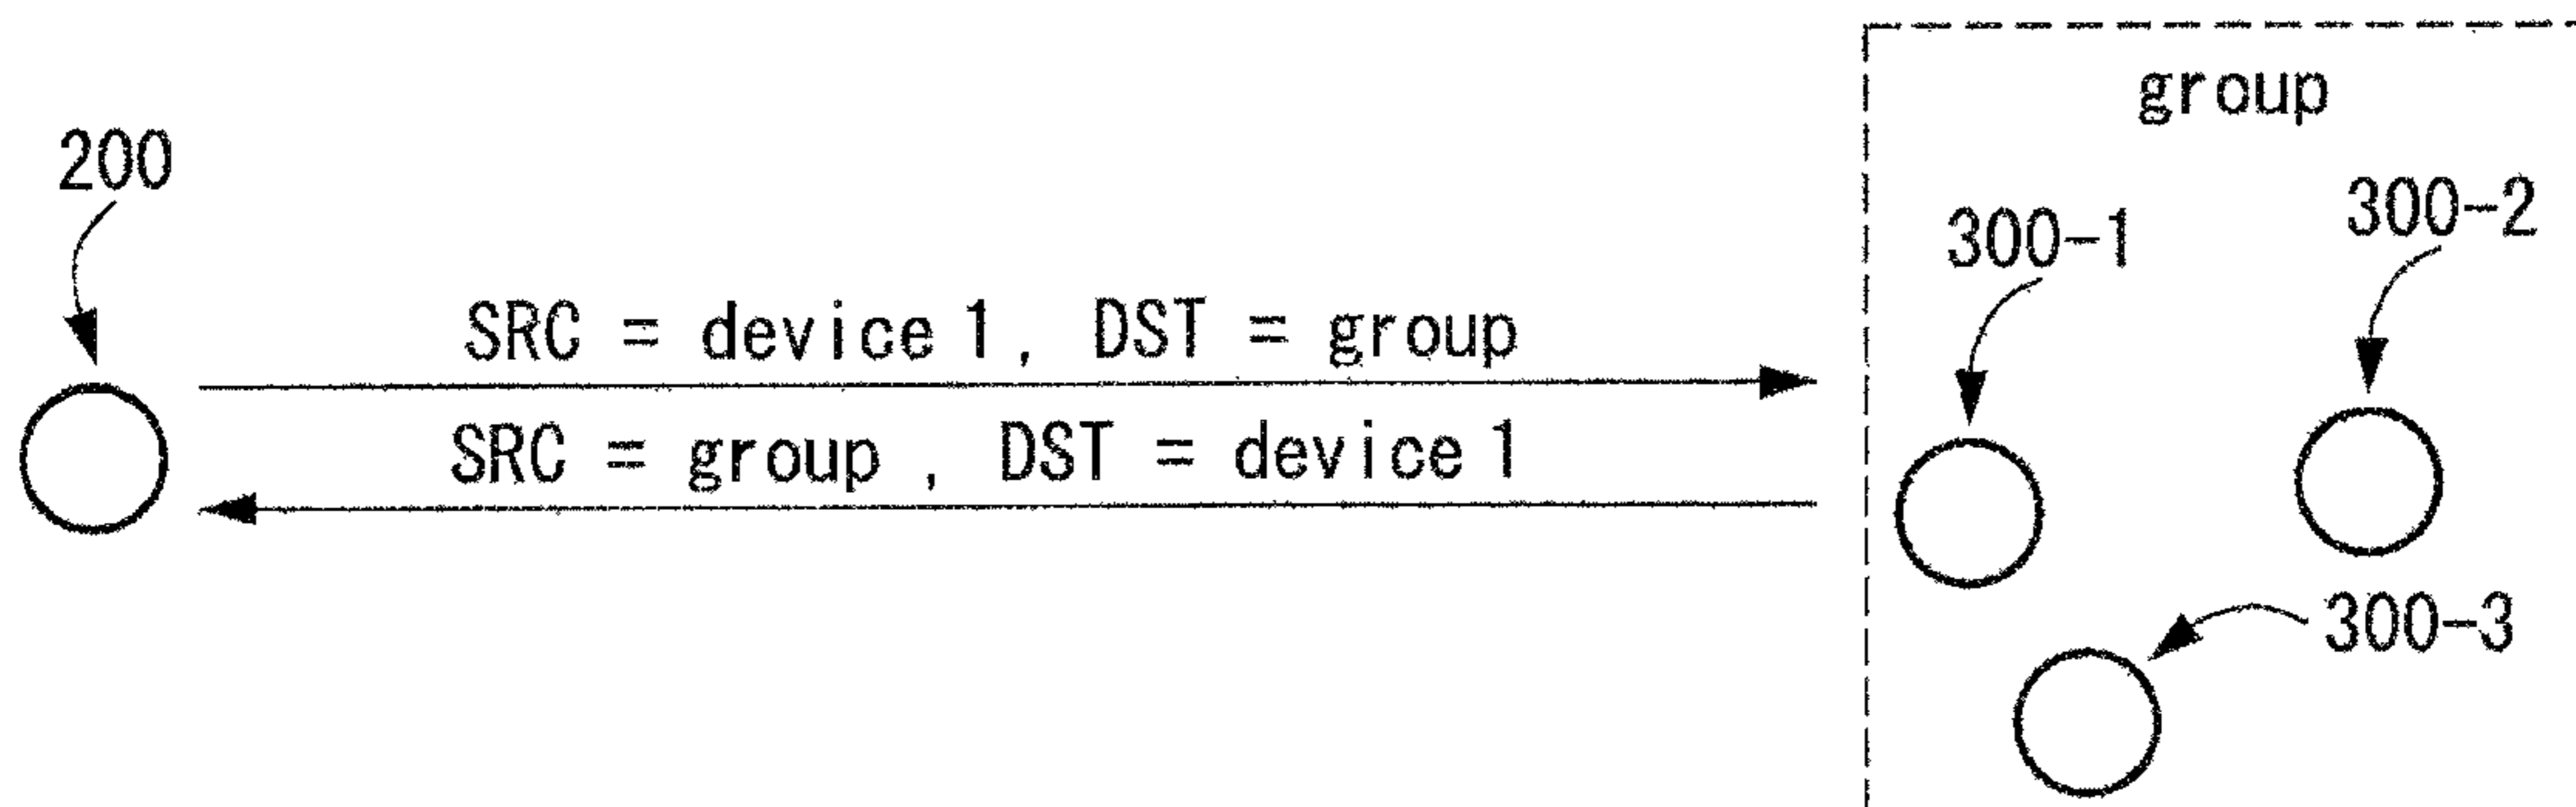 group
200
300-1
300-2
SRC = device 1, DST = group
SRC = group , DST = device 1
300-3